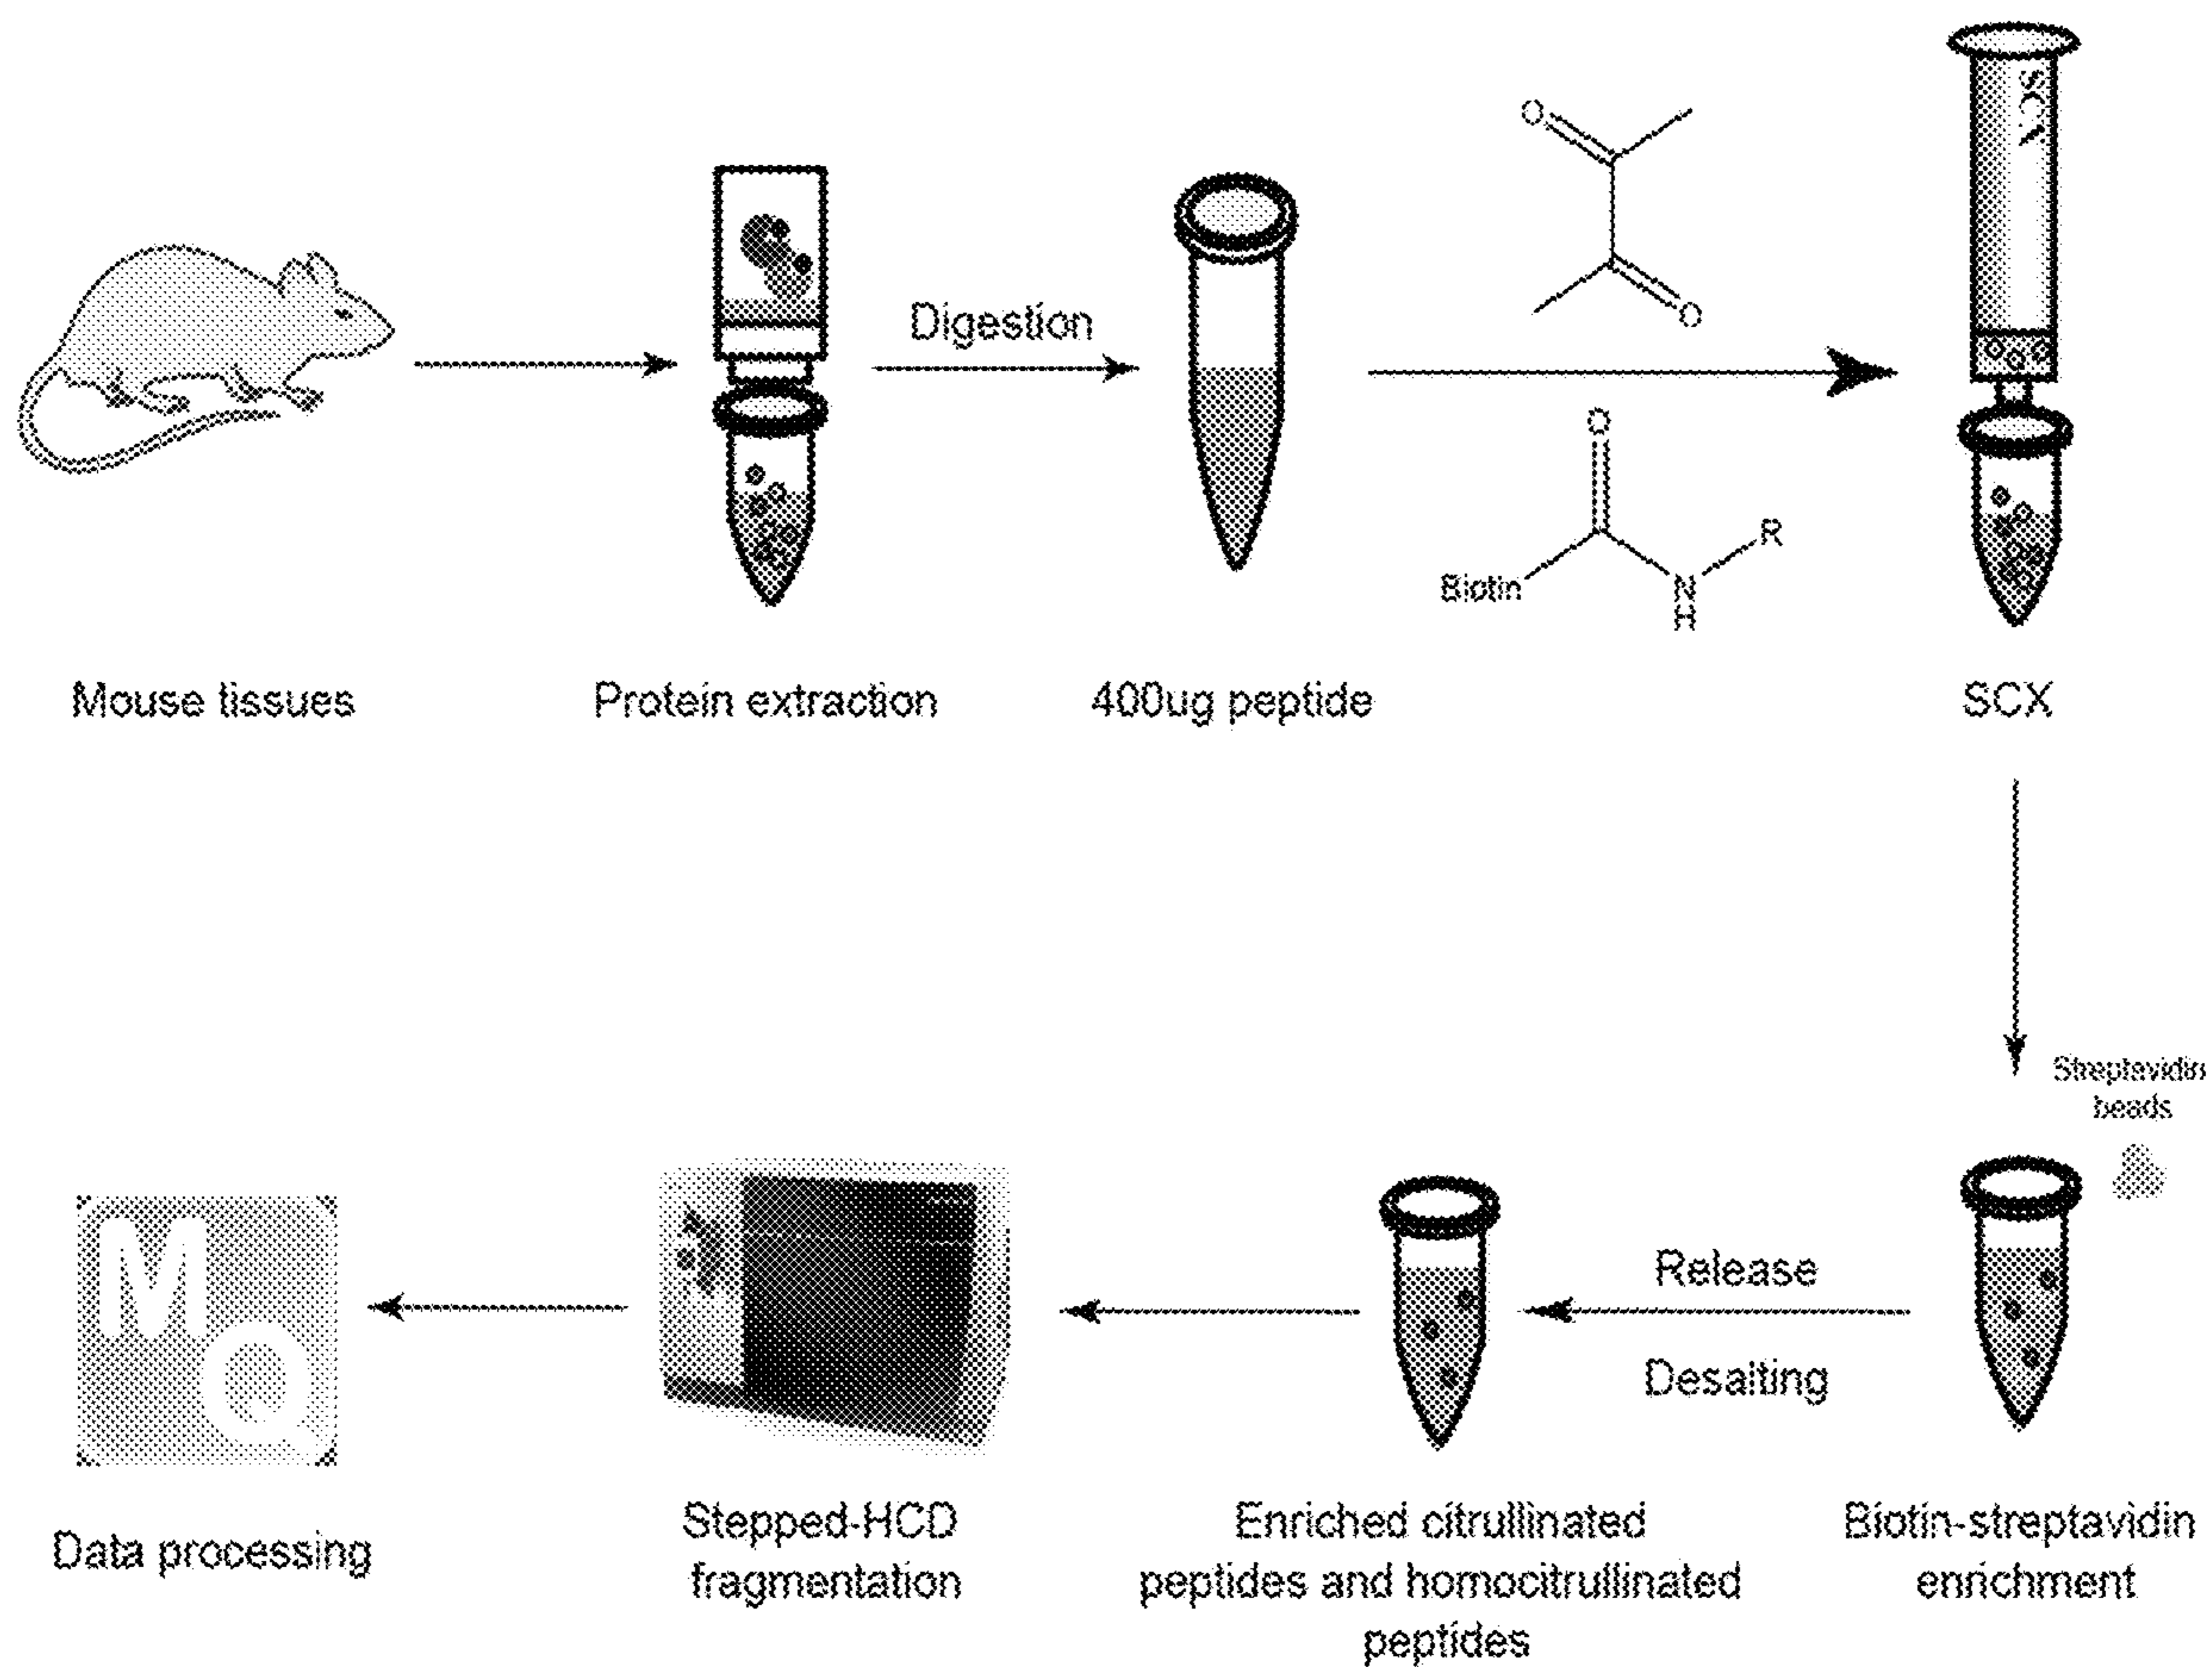 SCX
O
Digestion
O
O
R
Biotin
N
H
Mouse tissues
Protein extraction
400ug peptide
SCX
Streptavidin
beads
MQ
Release
Desalting
Data processing
Stepped-HCD
fragmentation
Enriched citrullinated
peptides and homocitrullinated
peptides
Biotin-streptavidin
enrichment